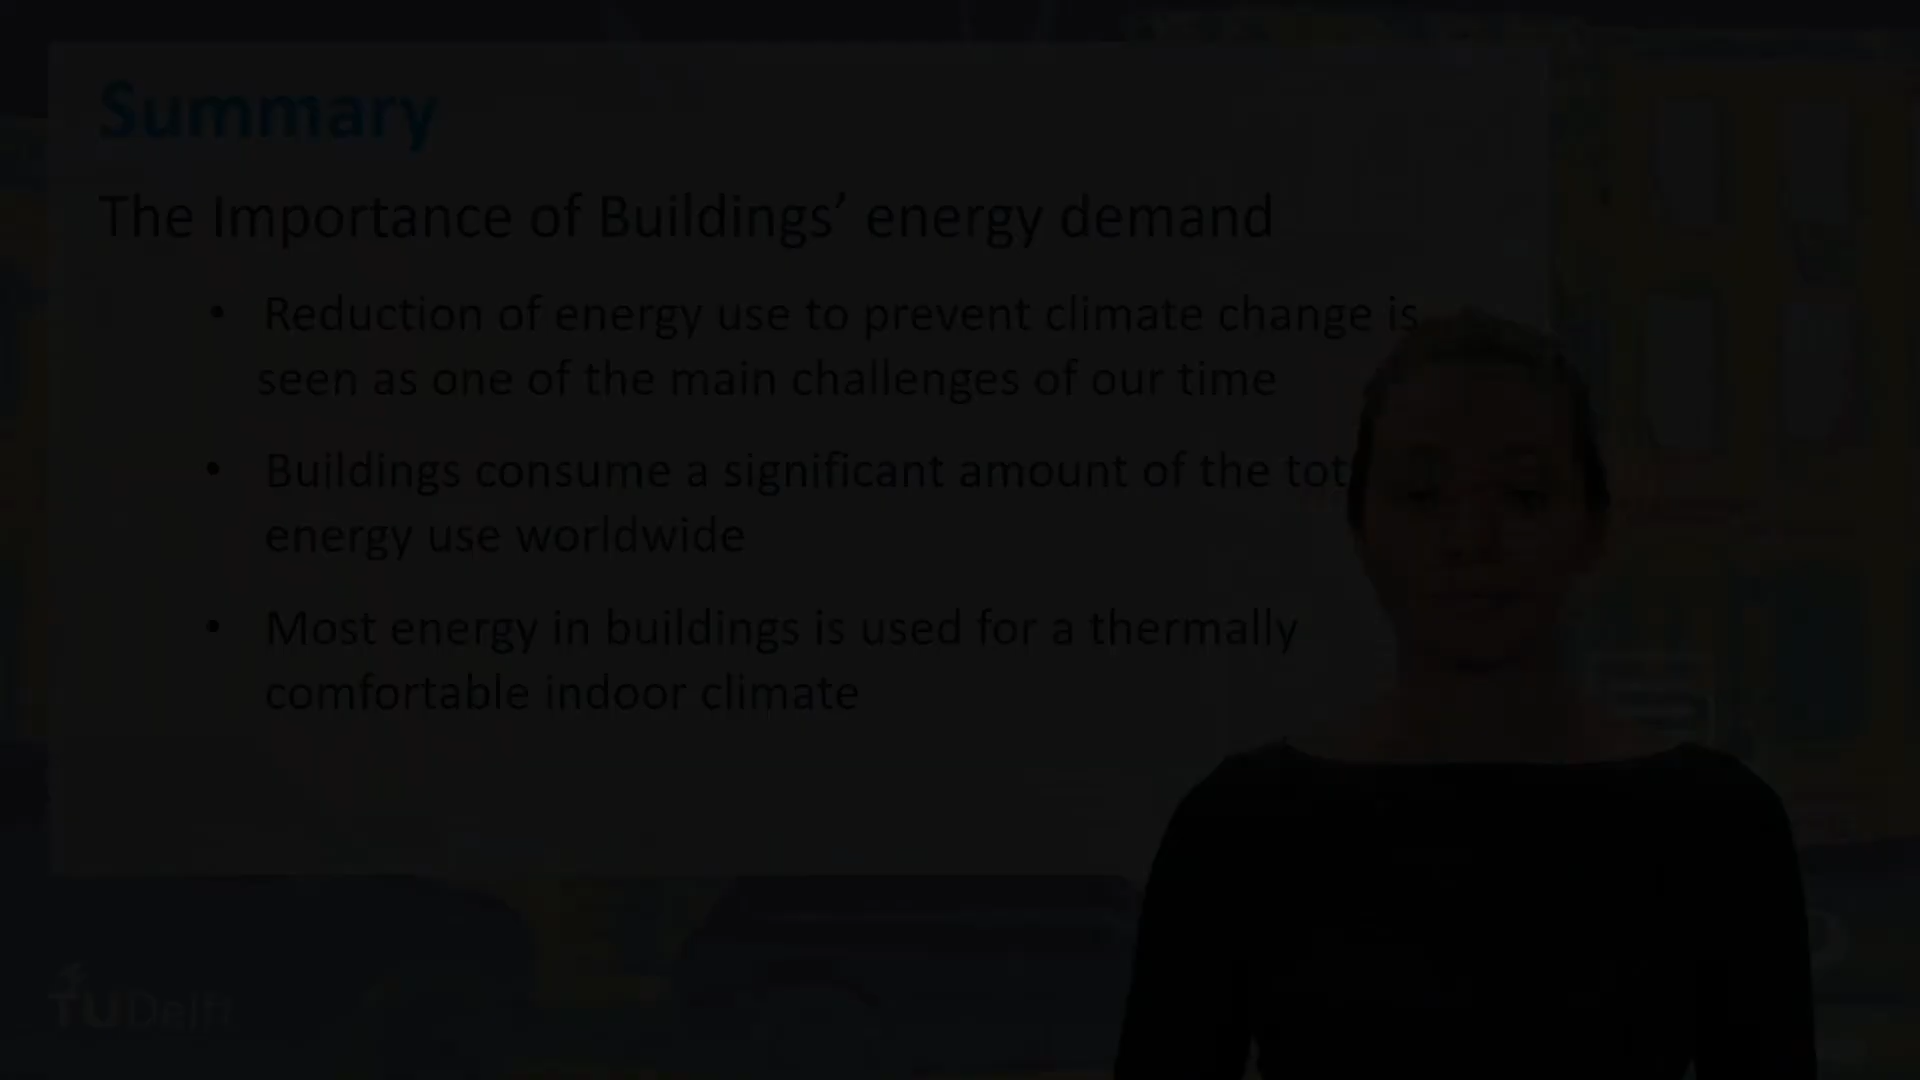 Summary
The Importance of Buildings’ energy demand
• Reduction of energy use to prevent climate change is
seen as one of the main challenges of our time
• Buildings consume a significant amount of the tot
energy use worldwide
• Most energy in buildings is used for a thermally
comfortable indoor climate
TUDelft